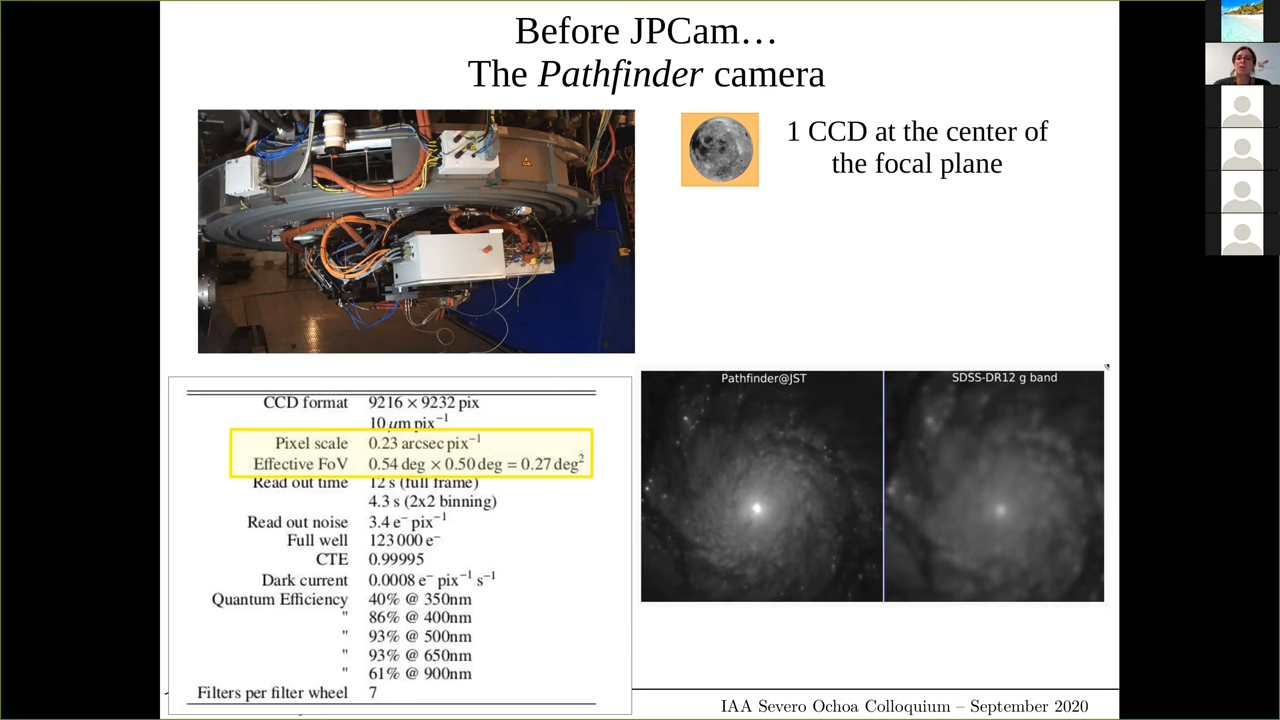 Before JPCam…
The Pathfinder camera
1 CCD at the center of
the focal plane
CCD format 9216 × 9232 pix
10 μm pix⁻¹
Pixel scale 0.23 arcsec pix⁻¹
Effective FoV 0.54 deg × 0.50 deg = 0.27 deg²
Read out time 12 s (full frame)
4.3 s (2x2 binning)
Read out noise 3.4 e⁻ pix⁻¹
Full well 123 000 e⁻
CTE 0.99995
Dark current 0.0008 e⁻ pix⁻¹ s⁻¹
Quantum Efficiency 40% @ 350nm
" 86% @ 400nm
" 93% @ 500nm
" 93% @ 650nm
" 61% @ 900nm
Filters per filter wheel 7
Pathfinder@JST
SDSS-DR12 g band
IAA Severo Ochoa Colloquium – September 2020